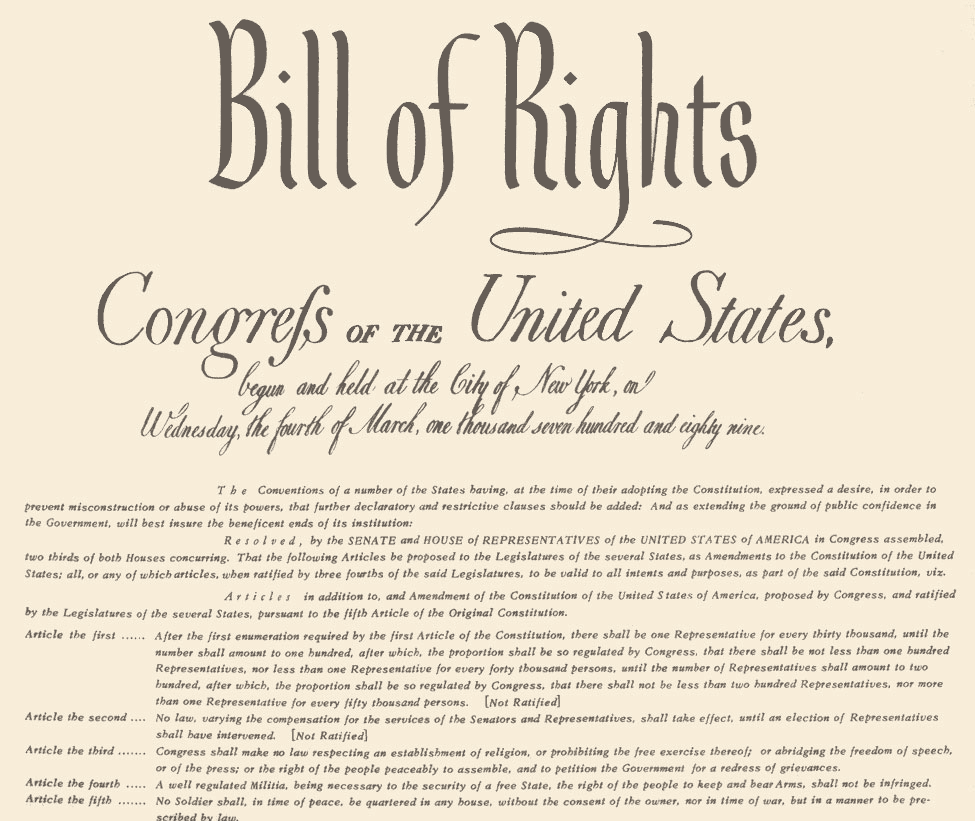 Bill of Rights
Congreſs OF THE United States,
begun and held at the City of New York, on
Wednesday, the fourth of March, one thousand seven hundred and eighty nine.
The Conventions of a number of the States having, at the time of their adopting the Constitution, expressed a desire, in order to
prevent misconstruction or abuse of its powers, that further declaratory and restrictive clauses should be added: And as extending the ground of public confidence in
the Government, will best insure the beneficent ends of its institution:
Resolved, by the SENATE and HOUSE of REPRESENTATIVES of the UNITED STATES of AMERICA in Congress assembled,
two thirds of both Houses concurring. That the following Articles be proposed to the Legislatures of the several States, as Amendments to the Constitution of the United
States; all, or any of which articles, when ratified by three fourths of the said Legislatures, to be valid to all intents and purposes, as part of the said Constitution, viz.
Articles in addition to, and Amendment of the Constitution of the United States of America, proposed by Congress, and ratified
by the Legislatures of the several States, pursuant to the fifth Article of the Original Constitution.
Article the first ...... After the first enumeration required by the first Article of the Constitution, there shall be one Representative for every thirty thousand, until the
number shall amount to one hundred, after which, the proportion shall be so regulated by Congress, that there shall be not less than one hundred
Representatives, nor less than one Representative for every forty thousand persons, until the number of Representatives shall amount to two
hundred, after which, the proportion shall be so regulated by Congress, that there shall not be less than two hundred Representatives, nor more
than one Representative for every fifty thousand persons. [Not Ratified]
Article the second .... No law, varying the compensation for the services of the Senators and Representatives, shall take effect, until an election of Representatives
shall have intervened. [Not Ratified]
Article the third ....... Congress shall make no law respecting an establishment of religion, or prohibiting the free exercise thereof; or abridging the freedom of speech,
or of the press; or the right of the people peaceably to assemble, and to petition the Government for a redress of grievances.
Article the fourth ..... A well regulated Militia, being necessary to the security of a free State, the right of the people to keep and bear Arms, shall not be infringed.
Article the fifth ....... No Soldier shall, in time of peace, be quartered in any house, without the consent of the owner, nor in time of war, but in a manner to be pre-
scribed by law.